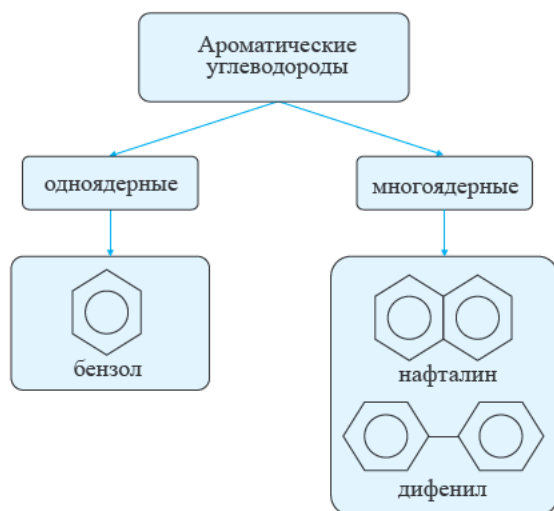 Ароматические
углеводороды
одноядерные
многоядерные
бензол
нафталин
дифенил